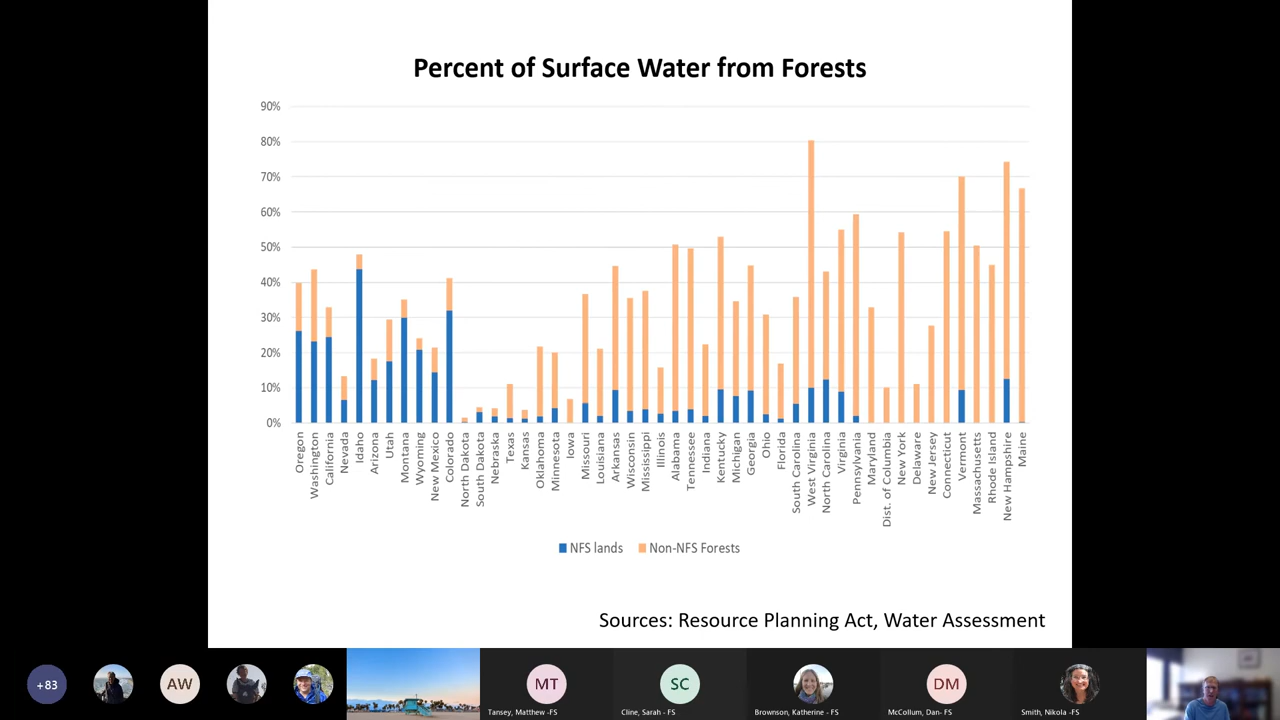 Percent of Surface Water from Forests
90%
80%
70%
60%
50%
40%
30%
20%
10%
0%
Oregon
Washington
California
Nevada
Idaho
Arizona
Utah
Montana
Wyoming
New Mexico
Colorado
North Dakota
South Dakota
Nebraska
Texas
Kansas
Oklahoma
Minnesota
Iowa
Missouri
Louisiana
Arkansas
Wisconsin
Mississippi
Illinois
Alabama
Tennessee
Indiana
Kentucky
Michigan
Georgia
Ohio
Florida
South Carolina
West Virginia
North Carolina
Virginia
Pennsylvania
Maryland
Dist. of Columbia
New York
Delaware
New Jersey
Connecticut
Vermont
Massachusetts
Rhode Island
New Hampshire
Maine
NFS lands Non-NFS Forests
Sources: Resource Planning Act, Water Assessment
+83 AW MT SC DM
Tansey, Matthew -FS Cline, Sarah - FS Brownson, Katherine - FS McCollum, Dan- FS Smith, Nikola -FS